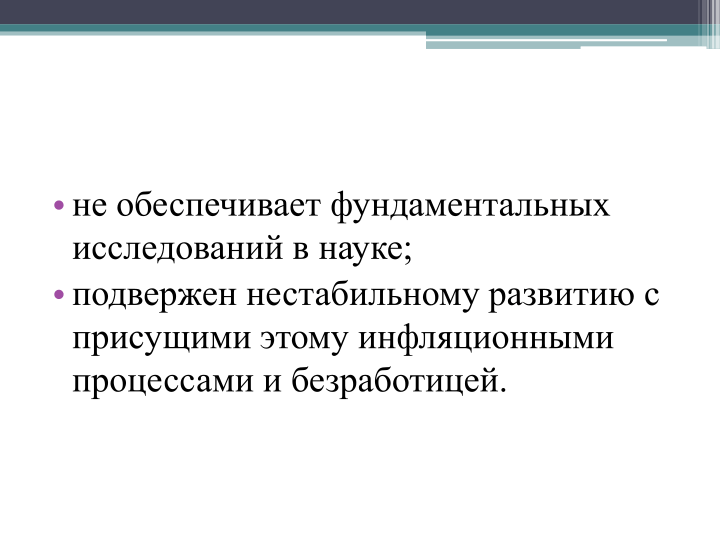 • не обеспечивает фундаментальных
исследований в науке;
• подвержен нестабильному развитию с
присущими этому инфляционными
процессами и безработицей.